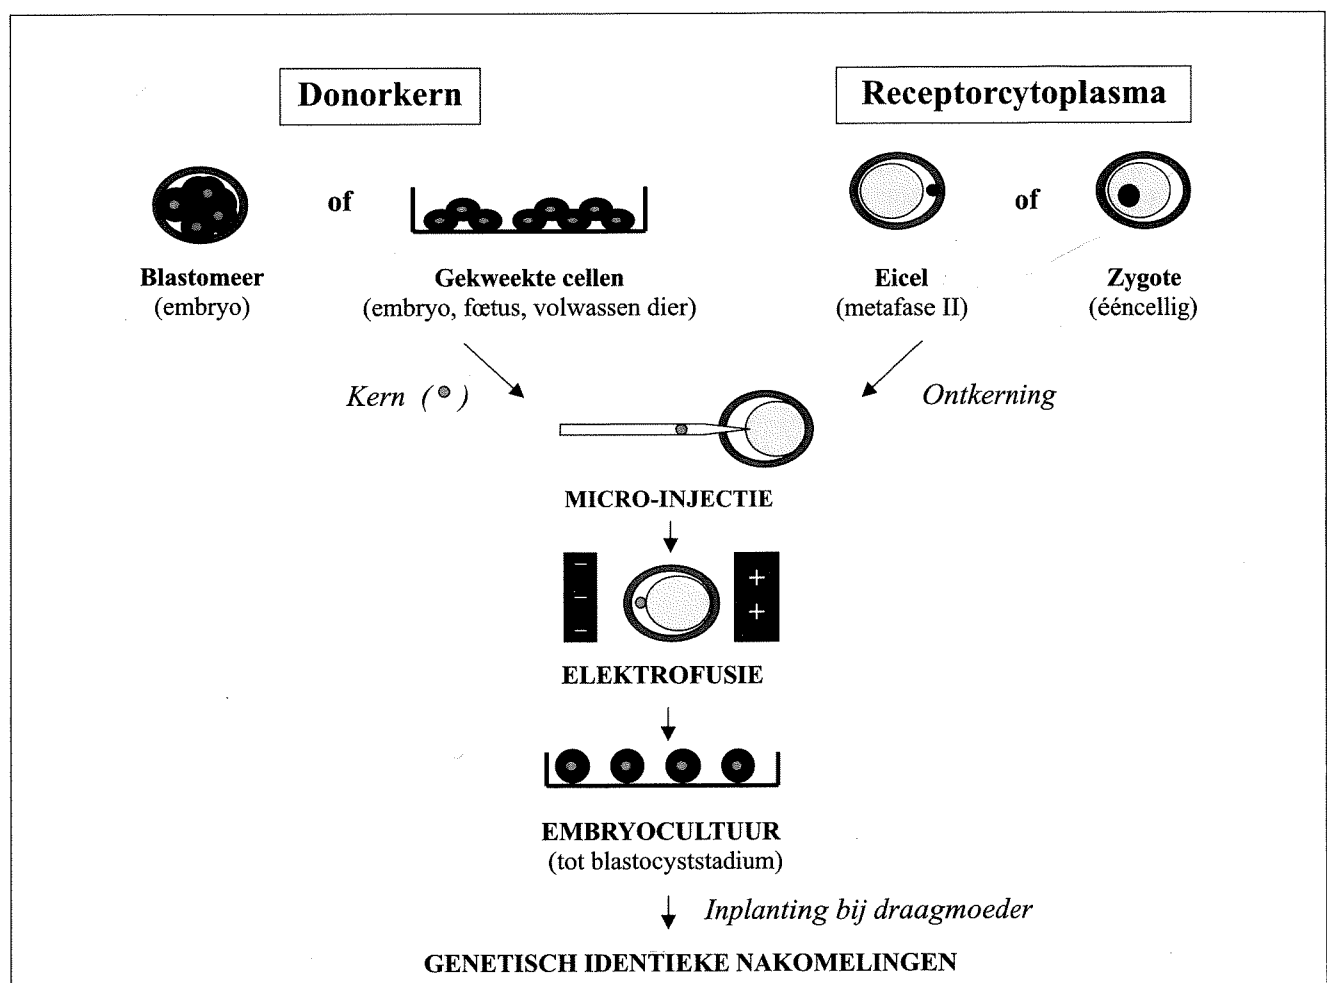 Donorkern
Receptorcytoplasma
of
of
Blastomeer
(embryo)
Gekweekte cellen
(embryo, fœtus, volwassen dier)
Eicel
(metafase II)
Zygote
(ééncellig)
Kern ( )
Ontkerning
MICRO-INJECTIE
− + − + −
ELEKTROFUSIE
EMBRYOCULTUUR
(tot blastocyststadium)
Inplanting bij draagmoeder
GENETISCH IDENTIEKE NAKOMELINGEN